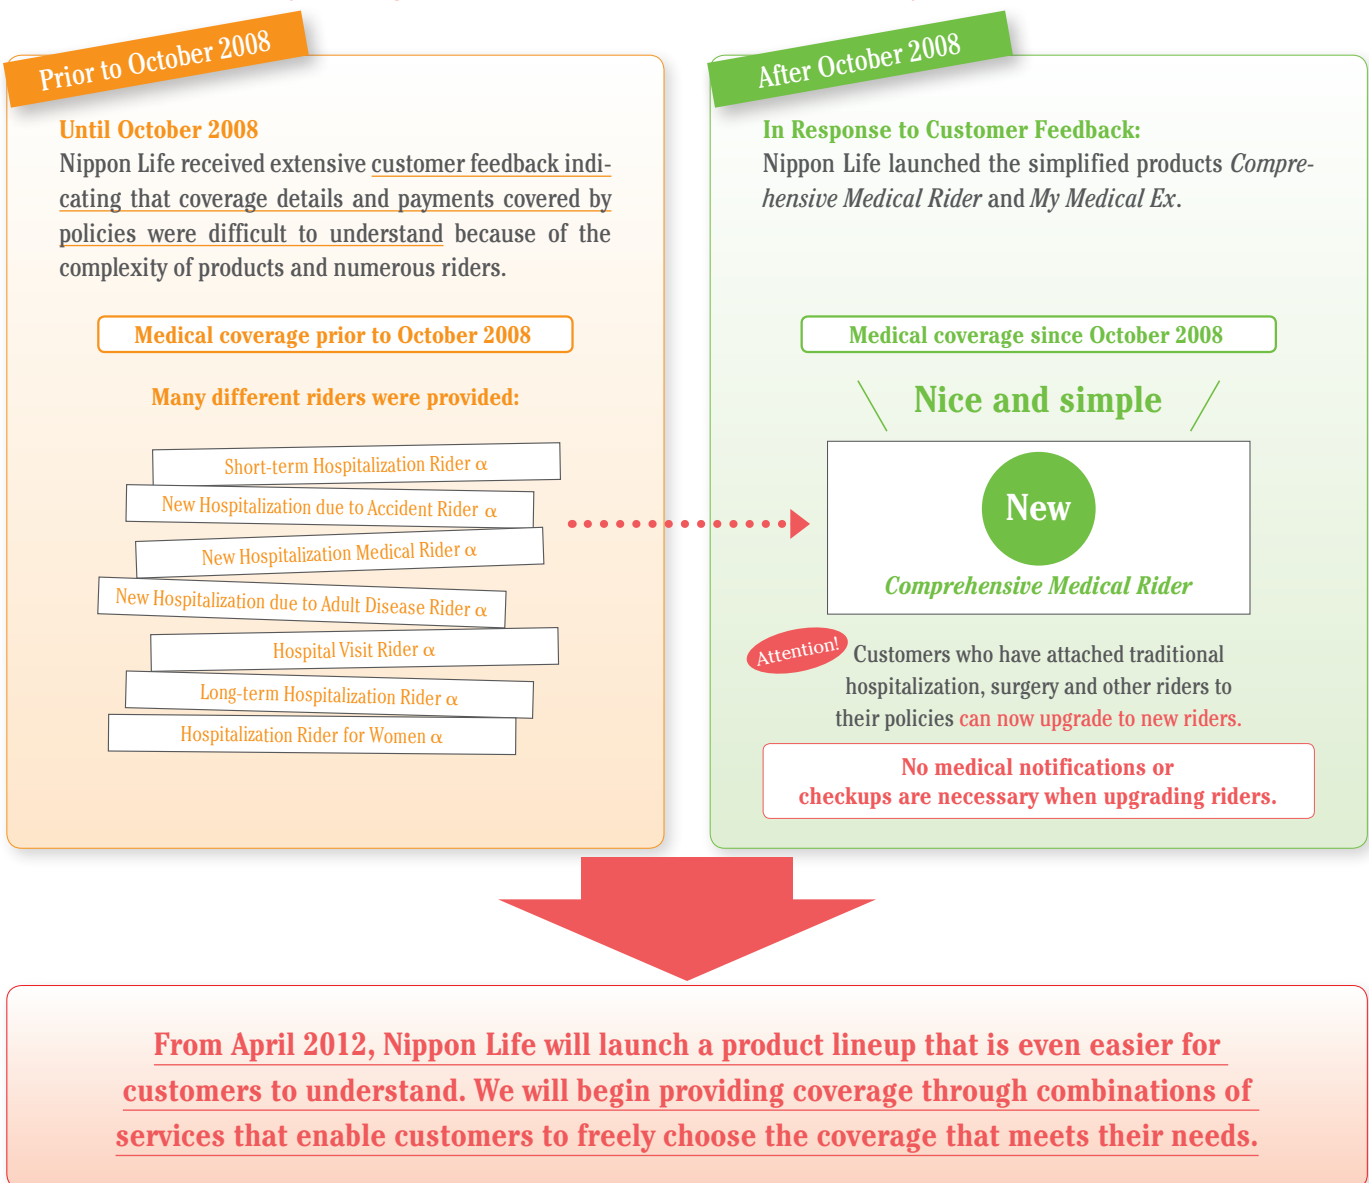 Prior to October 2008
Until October 2008
Nippon Life received extensive customer feedback indi-
cating that coverage details and payments covered by
policies were difficult to understand because of the
complexity of products and numerous riders.
Medical coverage prior to October 2008
Many different riders were provided:
Short-term Hospitalization Rider α
New Hospitalization due to Accident Rider α
New Hospitalization Medical Rider α
New Hospitalization due to Adult Disease Rider α
Hospital Visit Rider α
Long-term Hospitalization Rider α
Hospitalization Rider for Women α
After October 2008
In Response to Customer Feedback:
Nippon Life launched the simplified products Compre-
hensive Medical Rider and My Medical Ex.
Medical coverage since October 2008
Nice and simple
New
Comprehensive Medical Rider
Attention!
Customers who have attached traditional
hospitalization, surgery and other riders to
their policies can now upgrade to new riders.
No medical notifications or
checkups are necessary when upgrading riders.
From April 2012, Nippon Life will launch a product lineup that is even easier for
customers to understand. We will begin providing coverage through combinations of
services that enable customers to freely choose the coverage that meets their needs.